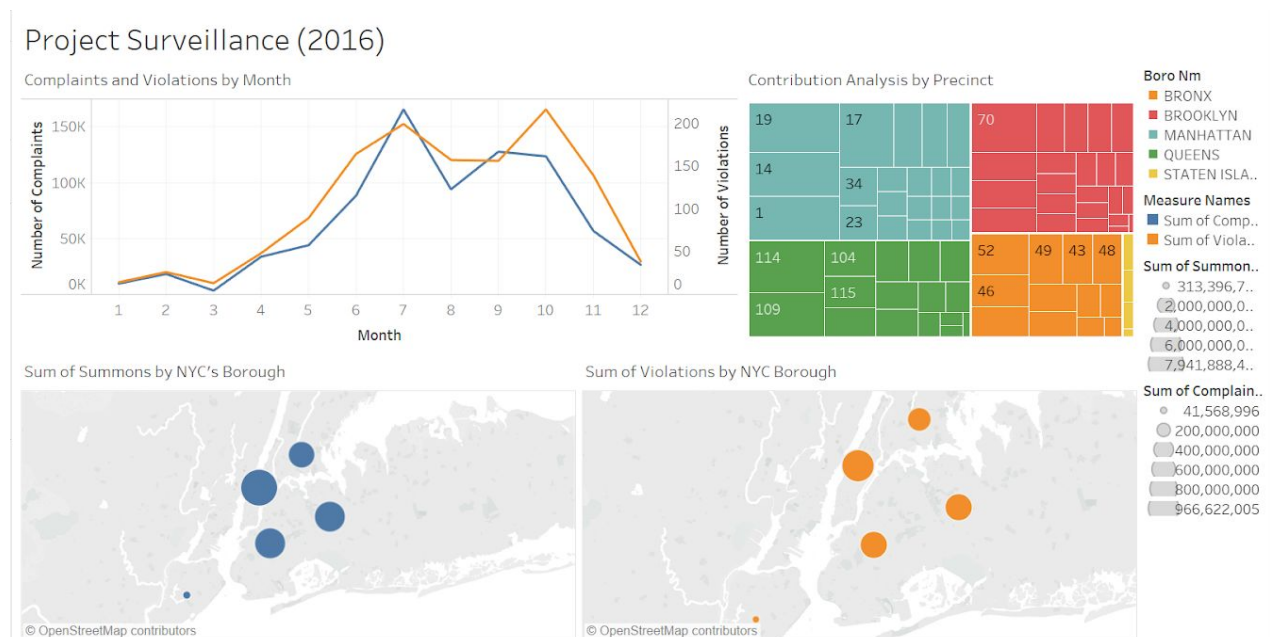 Project Surveillance (2016)
Complaints and Violations by Month
Number of Complaints
150K
100K
50K
0K
200
150
100
50
0
Number of Violations
1 2 3 4 5 6 7 8 9 10 11 12
Month
Contribution Analysis by Precinct
19 17
14
34
1
23
70
114 104
115
109
52 49 43 48
46
Boro Nm
BRONX
BROOKLYN
MANHATTAN
QUEENS
STATEN ISLA..
Measure Names
Sum of Comp..
Sum of Viola..
Sum of Summon..
313,396,7..
2,000,000,0..
4,000,000,0..
6,000,000,0..
7,941,888,4..
Sum of Complain..
41,568,996
200,000,000
400,000,000
600,000,000
800,000,000
966,622,005
Sum of Summons by NYC's Borough
© OpenStreetMap contributors
Sum of Violations by NYC Borough
© OpenStreetMap contributors